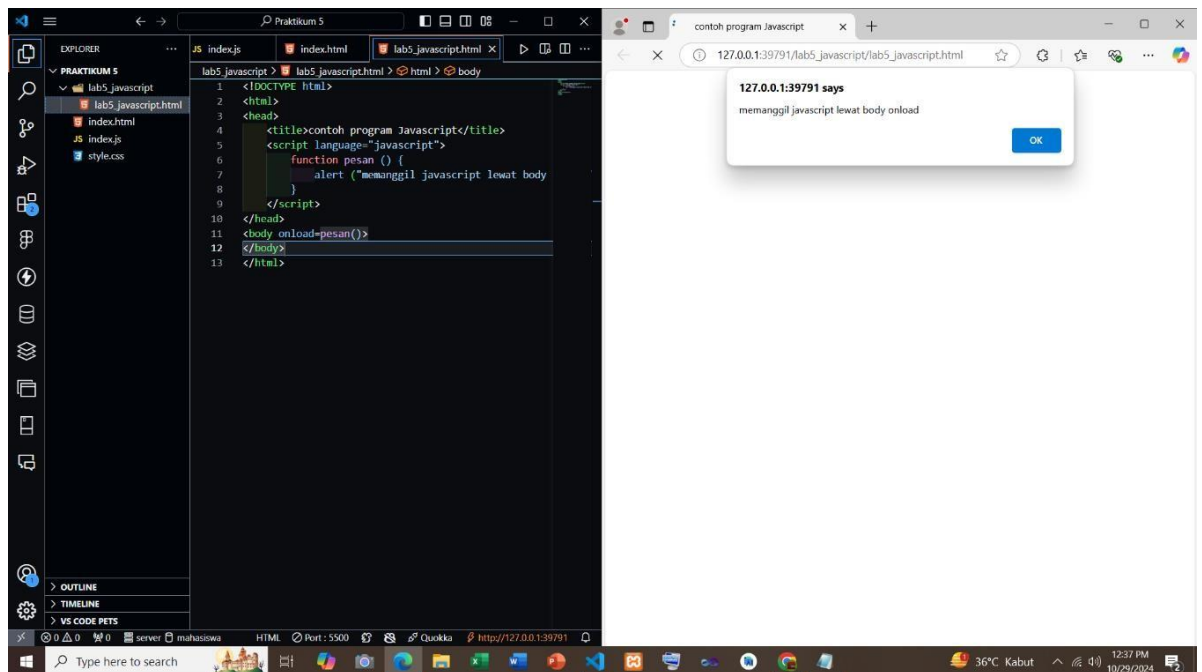 Praktikum 5
EXPLORER
PRAKTIKUM 5
lab5_javascript
lab5_javascript.html
index.html
JS index.js
style.css
OUTLINE
TIMELINE
VS CODE PETS
JS index.js index.html lab5_javascript.html
lab5_javascript > lab5_javascript.html > html > body
1 <!DOCTYPE html>
2 <html>
3 <head>
4 <title>contoh program Javascript</title>
5 <script language="javascript">
6 function pesan () {
7 alert ("memanggil javascript lewat body
8 }
9 </script>
10 </head>
11 <body onload=pesan()>
12 </body>
13 </html>
0 0 0 server mahasiswa HTML Port : 5500 Quokka http://127.0.0.1:39791
contoh program Javascript
127.0.0.1:39791/lab5_javascript/lab5_javascript.html
127.0.0.1:39791 says
memanggil javascript lewat body onload
OK
Type here to search
36°C Kabut
12:37 PM
10/29/2024